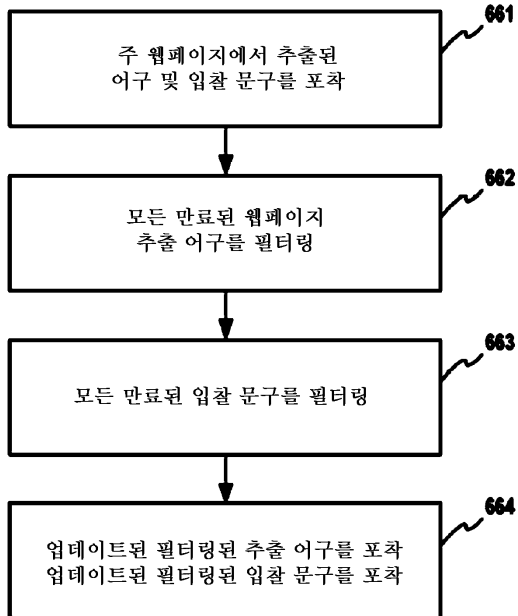 661
주 웹페이지에서 추출된
어구 및 입찰 문구를 포착
662
모든 만료된 웹페이지
추출 어구를 필터링
663
모든 만료된 입찰 문구를 필터링
664
업데이트된 필터링된 추출 어구를 포착
업데이트된 필터링된 입찰 문구를 포착